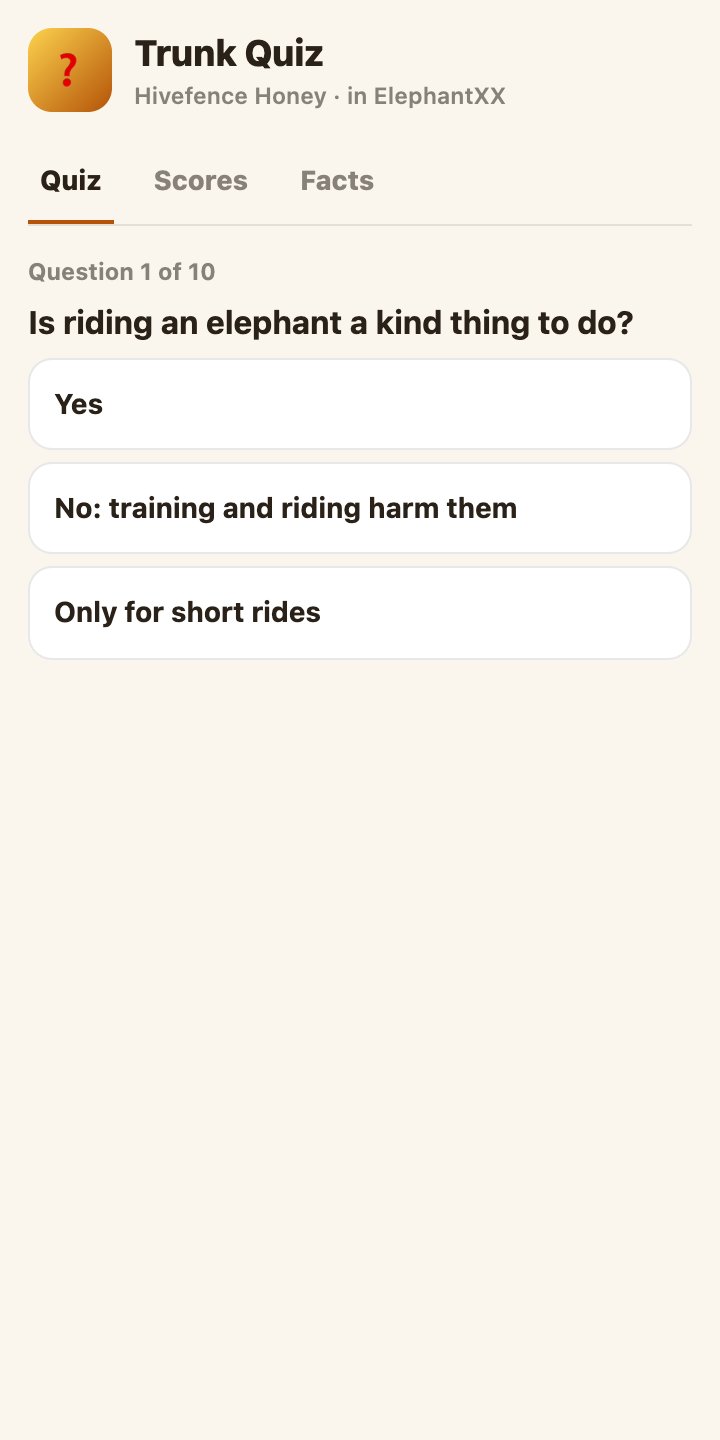 ?
Trunk Quiz
Hivefence Honey · in ElephantXX
Quiz
Scores
Facts
Question 1 of 10
Is riding an elephant a kind thing to do?
Yes
No: training and riding harm them
Only for short rides